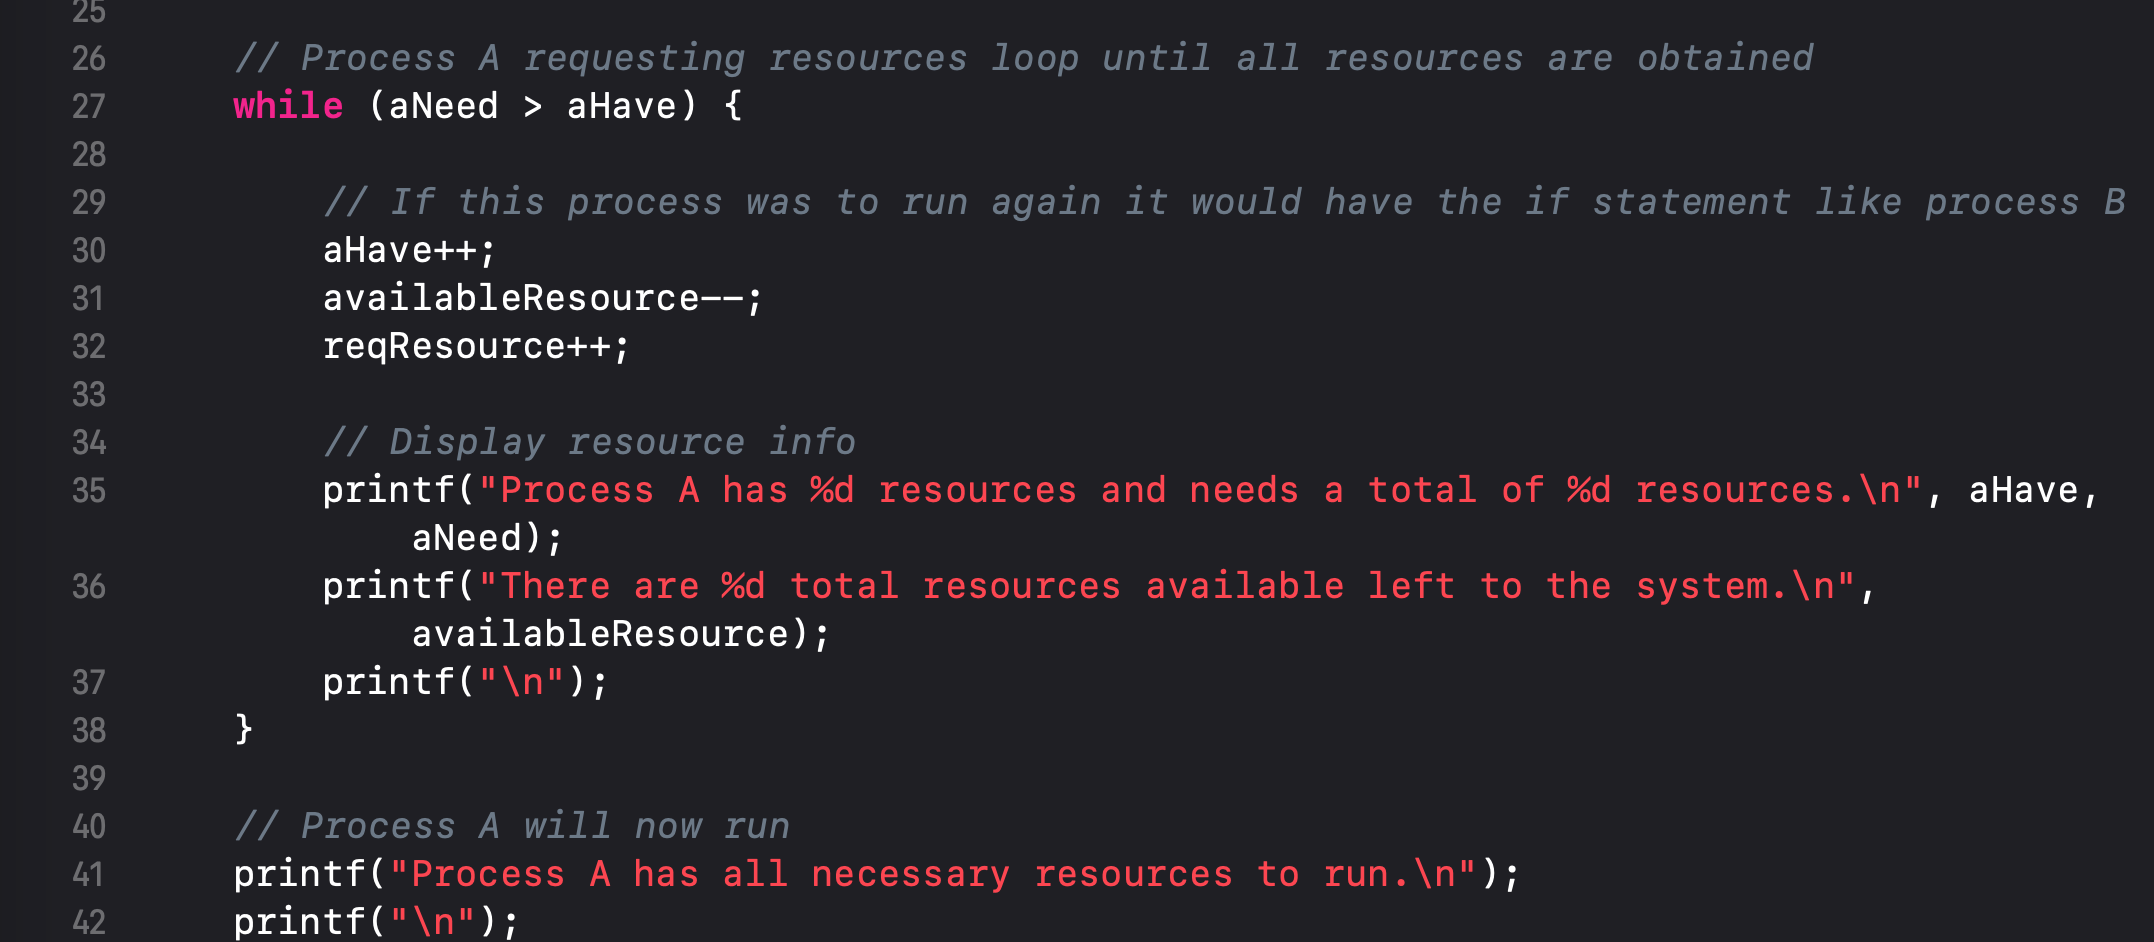 25
26 // Process A requesting resources loop until all resources are obtained
27 while (aNeed > aHave) {
28
29 // If this process was to run again it would have the if statement like process B
30 aHave++;
31 availableResource--;
32 reqResource++;
33
34 // Display resource info
35 printf("Process A has %d resources and needs a total of %d resources.\n", aHave,
aNeed);
36 printf("There are %d total resources available left to the system.\n",
availableResource);
37 printf("\n");
38 }
39
40 // Process A will now run
41 printf("Process A has all necessary resources to run.\n");
42 printf("\n");